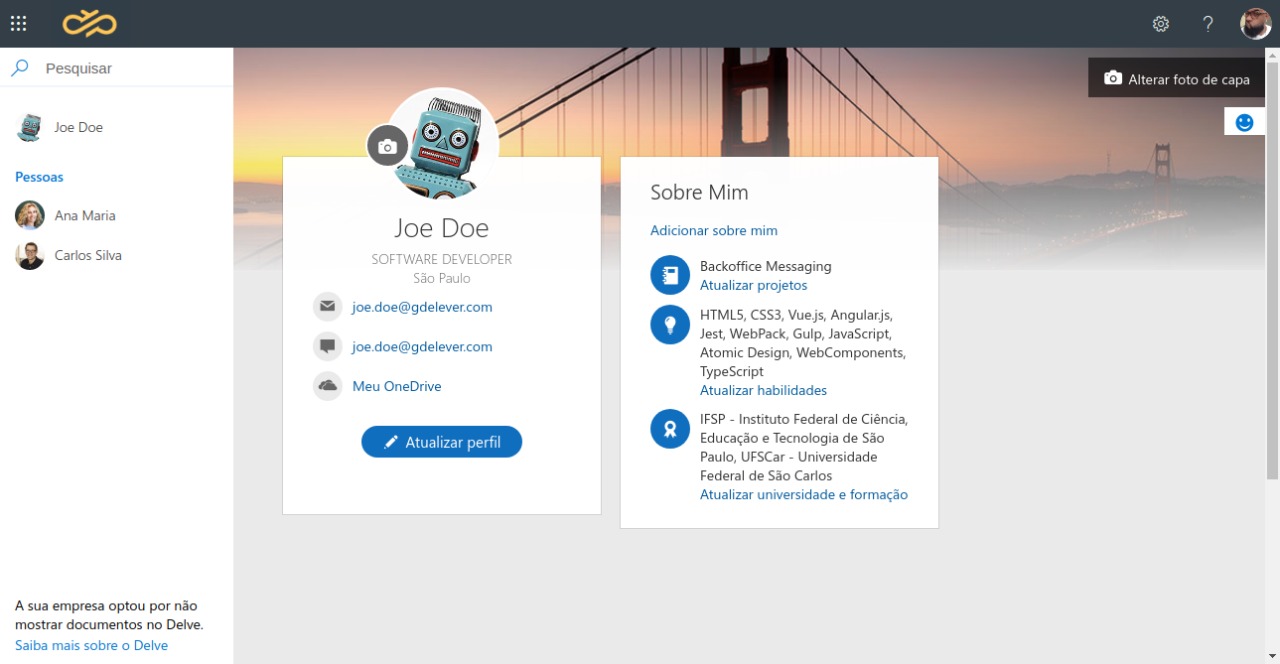 Pesquisar
Joe Doe
Pessoas
Ana Maria
Carlos Silva
A sua empresa optou por não
mostrar documentos no Delve.
Saiba mais sobre o Delve
Alterar foto de capa
Joe Doe
SOFTWARE DEVELOPER
São Paulo
joe.doe@gdelever.com
joe.doe@gdelever.com
Meu OneDrive
Atualizar perfil
Sobre Mim
Adicionar sobre mim
Backoffice Messaging
Atualizar projetos
HTML5, CSS3, Vue.js, Angular.js,
Jest, WebPack, Gulp, JavaScript,
Atomic Design, WebComponents,
TypeScript
Atualizar habilidades
IFSP - Instituto Federal de Ciência,
Educação e Tecnologia de São
Paulo, UFSCar - Universidade
Federal de São Carlos
Atualizar universidade e formação